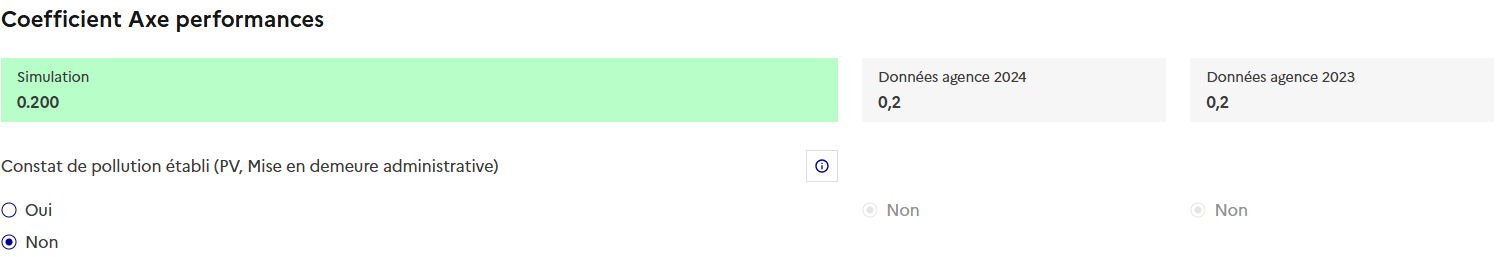 Coefficient Axe performances
Simulation
0.200
Données agence 2024
0,2
Données agence 2023
0,2
Constat de pollution établi (PV, Mise en demeure administrative)
Oui
Non
Non
Non